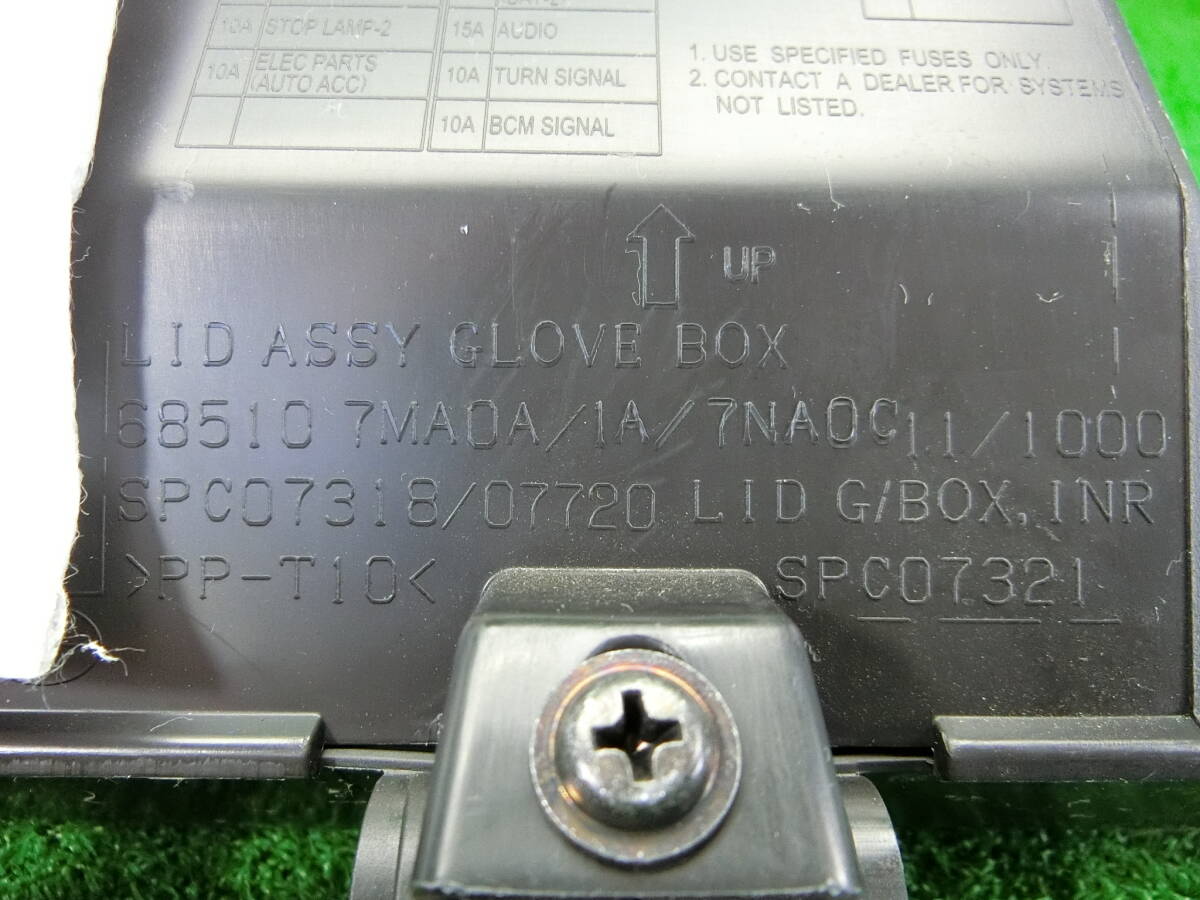 10A STOP LAMP-2 15A AUDIO
10A ELEC PARTS (AUTO ACC) 10A TURN SIGNAL
10A BCM SIGNAL
1. USE SPECIFIED FUSES ONLY.
2. CONTACT A DEALER FOR SYSTEMS
NOT LISTED.
UP
LID ASSY GLOVE BOX
68510 7MA0A/1A/7NA0C 11/1000
SPC07318/07720 LID G/BOX, INR
>PP-T10< SPC07321